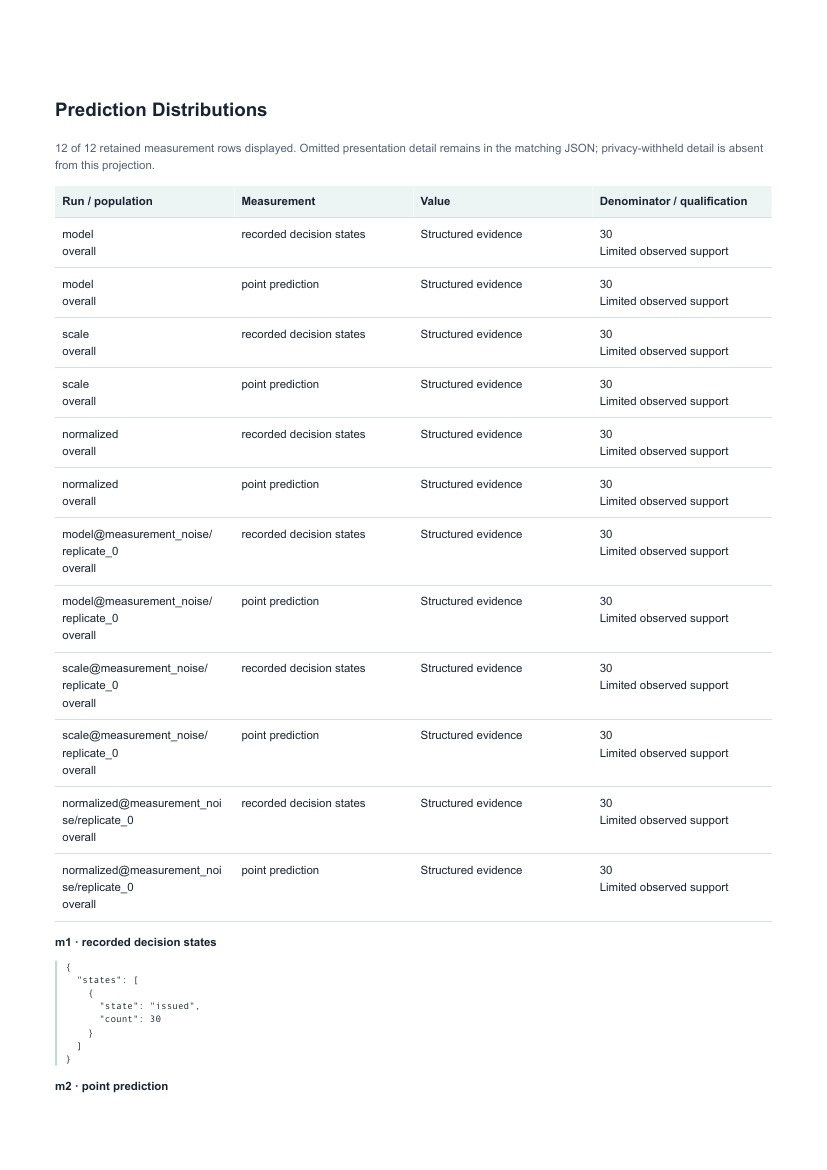 Prediction Distributions
12 of 12 retained measurement rows displayed. Omitted presentation detail remains in the matching JSON; privacy-withheld detail is absent
from this projection.
Run / population Measurement Value Denominator / qualification
model recorded decision states Structured evidence 30
overall Limited observed support
model point prediction Structured evidence 30
overall Limited observed support
scale recorded decision states Structured evidence 30
overall Limited observed support
scale point prediction Structured evidence 30
overall Limited observed support
normalized recorded decision states Structured evidence 30
overall Limited observed support
normalized point prediction Structured evidence 30
overall Limited observed support
model@measurement_noise/ recorded decision states Structured evidence 30
replicate_0 Limited observed support
overall
model@measurement_noise/ point prediction Structured evidence 30
replicate_0 Limited observed support
overall
scale@measurement_noise/ recorded decision states Structured evidence 30
replicate_0 Limited observed support
overall
scale@measurement_noise/ point prediction Structured evidence 30
replicate_0 Limited observed support
overall
normalized@measurement_noi recorded decision states Structured evidence 30
se/replicate_0 Limited observed support
overall
normalized@measurement_noi point prediction Structured evidence 30
se/replicate_0 Limited observed support
overall
m1 · recorded decision states
{
  "states": [
    {
      "state": "issued",
      "count": 30
    }
  ]
}
m2 · point prediction